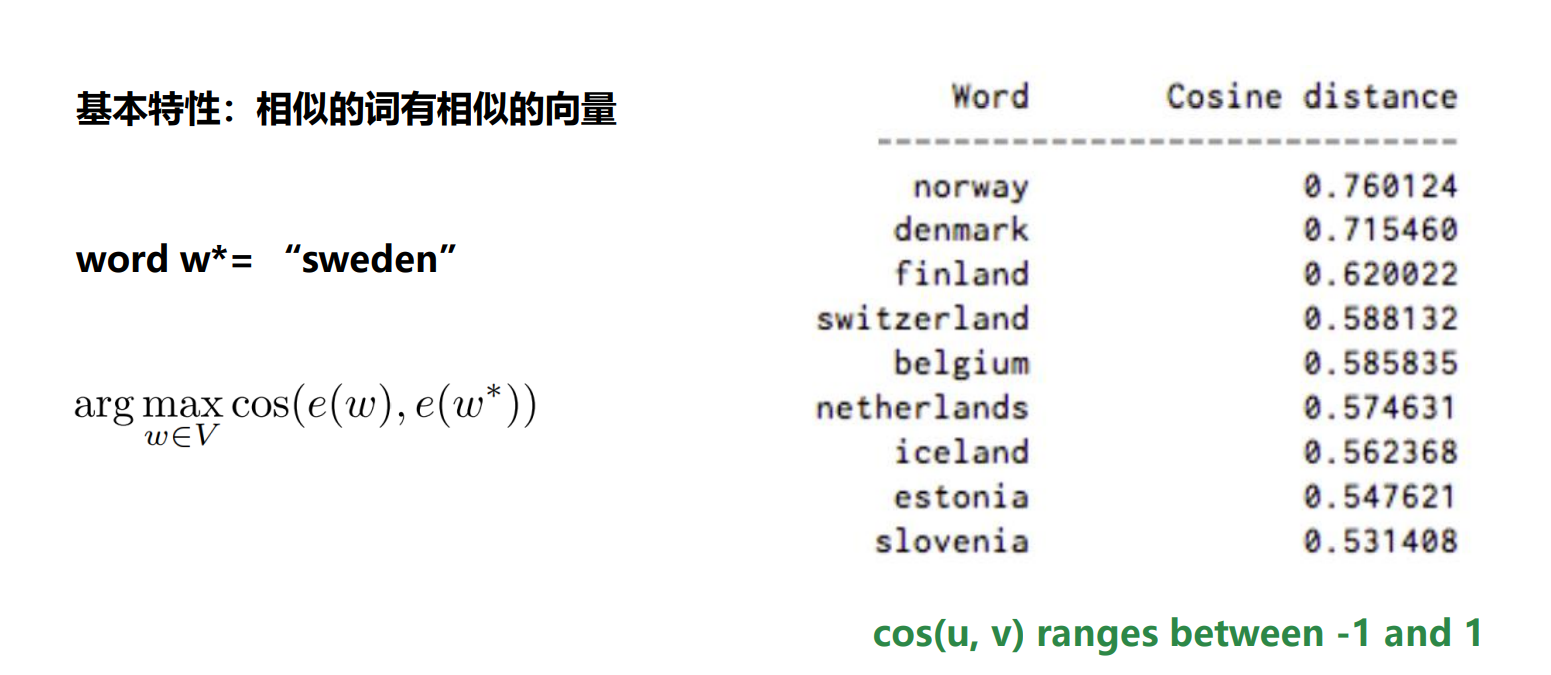 基本特性：相似的词有相似的向量
word w*= “sweden”
arg max cos(e(w), e(w*))
w∈V
Word Cosine distance
---------------------------------
norway 0.760124
denmark 0.715460
finland 0.620022
switzerland 0.588132
belgium 0.585835
netherlands 0.574631
iceland 0.562368
estonia 0.547621
slovenia 0.531408
cos(u, v) ranges between -1 and 1